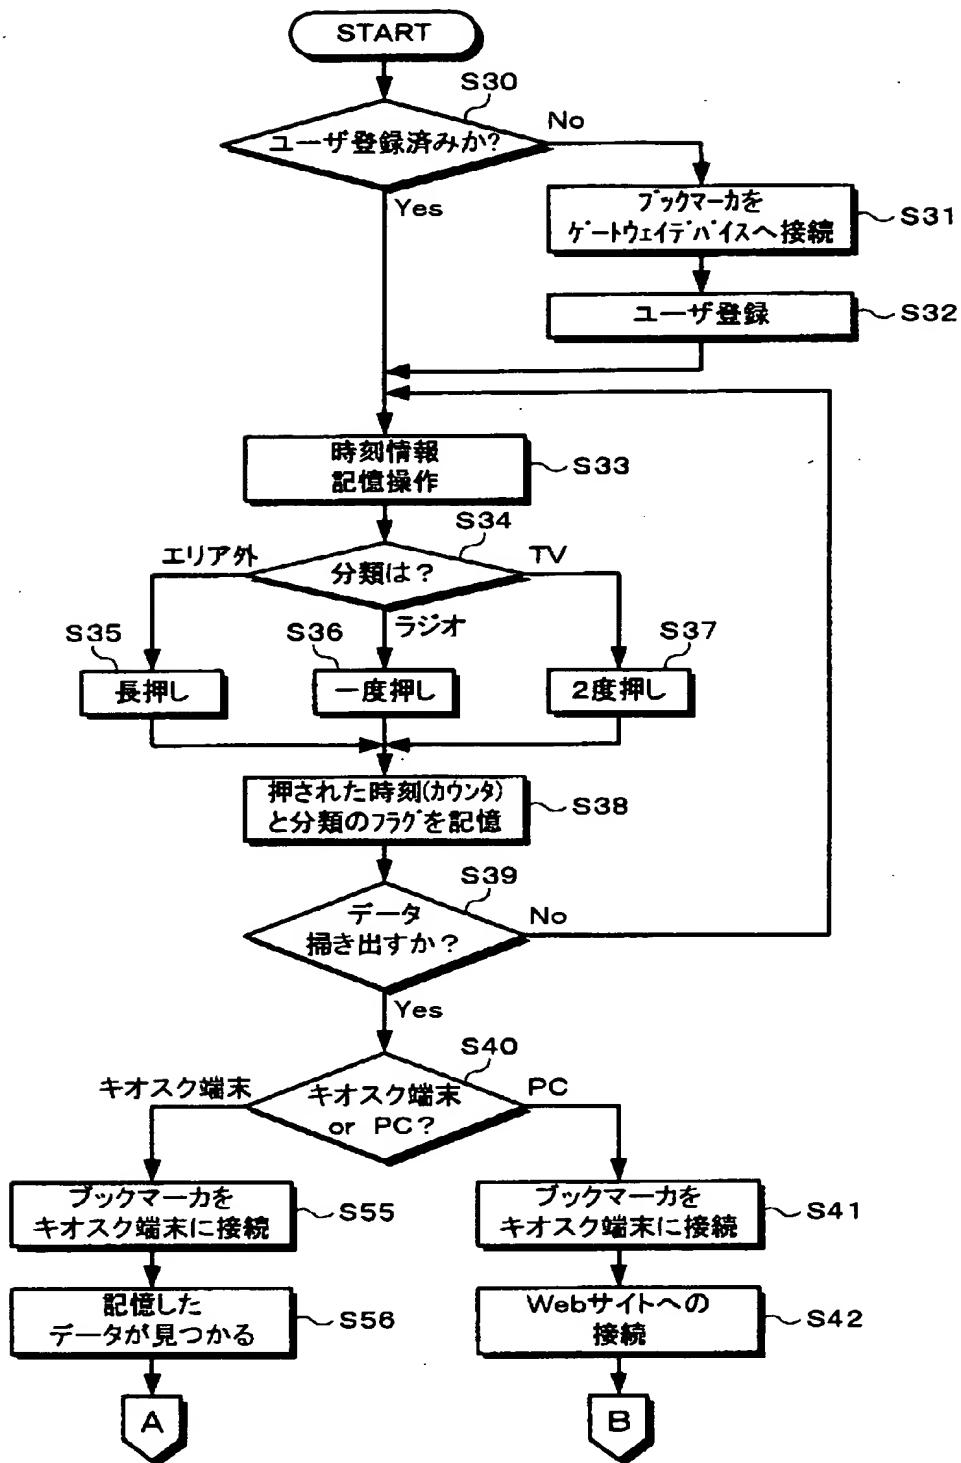 START
S30
ユーザ登録済みか?
No
Yes
ブックマーカを
ゲートウェイデバイスへ接続
S31
ユーザ登録
S32
時刻情報
記憶操作
S33
S34
エリア外
分類は?
TV
ラジオ
S35
S36
S37
長押し
一度押し
2度押し
押された時刻(カウンタ)
と分類のフラグを記憶
S38
S39
データ
掃き出すか?
No
Yes
S40
キオスク端末
キオスク端末
or PC?
PC
ブックマーカを
キオスク端末に接続
S55
ブックマーカを
キオスク端末に接続
S41
記憶した
データが見つかる
S56
Webサイトへの
接続
S42
A
B